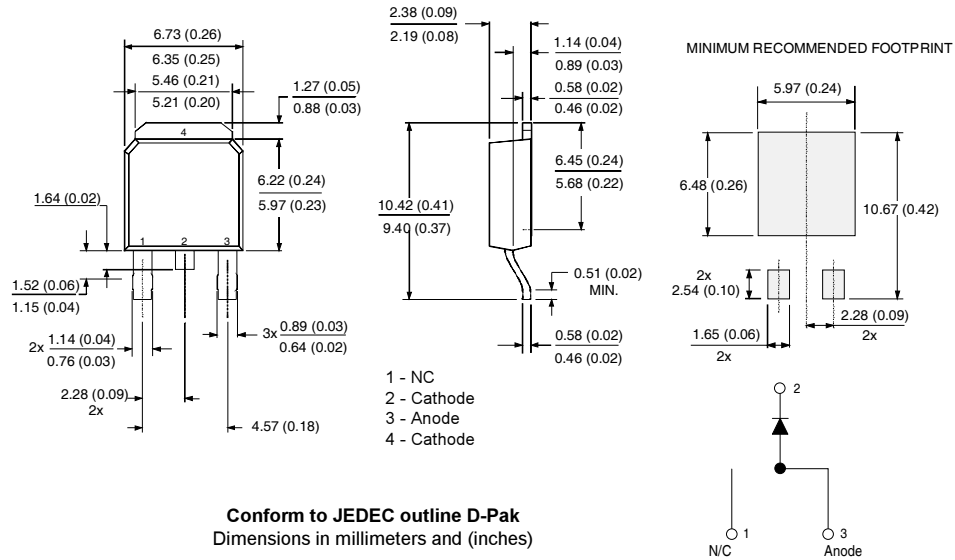 6.73 (0.26)
6.35 (0.25)
5.46 (0.21)
5.21 (0.20)
1.27 (0.05)
0.88 (0.03)
4
6.22 (0.24)
5.97 (0.23)
1.64 (0.02)
1 2 3
1.52 (0.06)
1.15 (0.04)
2x 1.14 (0.04)
0.76 (0.03)
3x 0.89 (0.03)
0.64 (0.02)
2.28 (0.09)
2x
4.57 (0.18)
2.38 (0.09)
2.19 (0.08)
1.14 (0.04)
0.89 (0.03)
0.58 (0.02)
0.46 (0.02)
6.45 (0.24)
5.68 (0.22)
10.42 (0.41)
9.40 (0.37)
0.51 (0.02)
MIN.
0.58 (0.02)
0.46 (0.02)
1 - NC
2 - Cathode
3 - Anode
4 - Cathode
MINIMUM RECOMMENDED FOOTPRINT
5.97 (0.24)
6.48 (0.26)
10.67 (0.42)
2x
2.54 (0.10)
2.28 (0.09)
2x
1.65 (0.06)
2x
2
1
N/C
3
Anode
Conform to JEDEC outline D-Pak
Dimensions in millimeters and (inches)